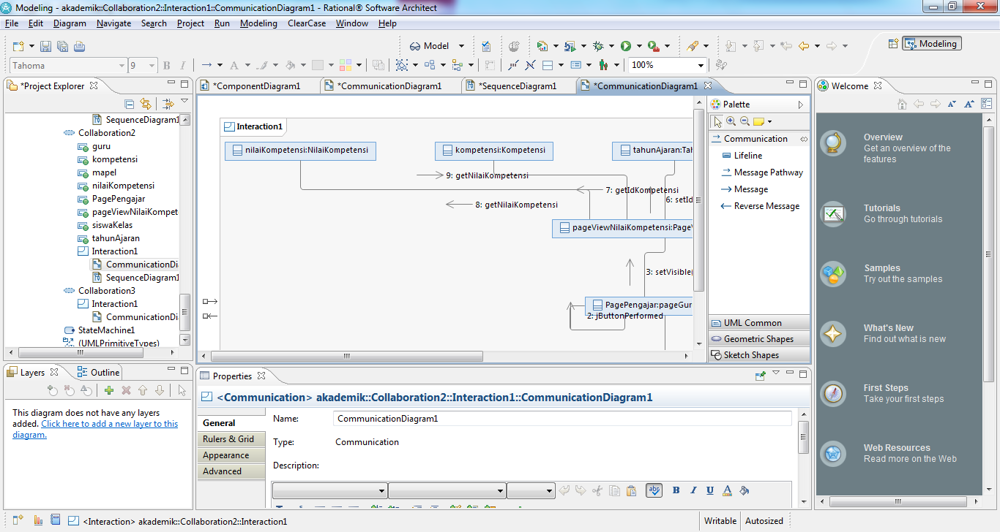 Modeling - akademik::Collaboration2::Interaction1::CommunicationDiagram1 - Rational® Software Architect
File Edit Diagram Navigate Search Project Run Modeling ClearCase Window Help
Model
Modeling
Tahoma 9 B I A 100%
*Project Explorer
SequenceDiagram1
Collaboration2
guru
kompetensi
mapel
nilaiKompetensi
PagePengajar
pageViewNilaiKompet
siswaKelas
tahunAjaran
Interaction1
CommunicationDi
SequenceDiagram1
Collaboration3
Interaction1
CommunicationDi
StateMachine1
(UMLPrimitiveTypes)
*ComponentDiagram1 *CommunicationDiagram1 *SequenceDiagram1 *CommunicationDiagram1
Interaction1
nilaiKompetensi:NilaiKompetensi kompetensi:Kompetensi tahunAjaran:Tah
9: getNilaiKompetensi
7: getIdKompetensi
6: setId
8: getNilaiKompetensi
pageViewNilaiKompetensi:PageV
3: setVisible(
PagePengajar:pageGur
2: jButtonPerformed
Palette
Communication
Lifeline
Message Pathway
Message
Reverse Message
UML Common
Geometric Shapes
Sketch Shapes
Welcome
Overview
Get an overview of the
features
Tutorials
Go through tutorials
Samples
Try out the samples
What's New
Find out what is new
First Steps
Take your first steps
Web Resources
Read more on the Web
Layers Outline
This diagram does not have any layers
added. Click here to add a new layer to this
diagram.
Properties
<Communication> akademik::Collaboration2::Interaction1::CommunicationDiagram1
General
Rulers & Grid
Appearance
Advanced
Name: CommunicationDiagram1
Type: Communication
Description:
abc B I U A
<Interaction> akademik::Collaboration2::Interaction1
Writable Autosized